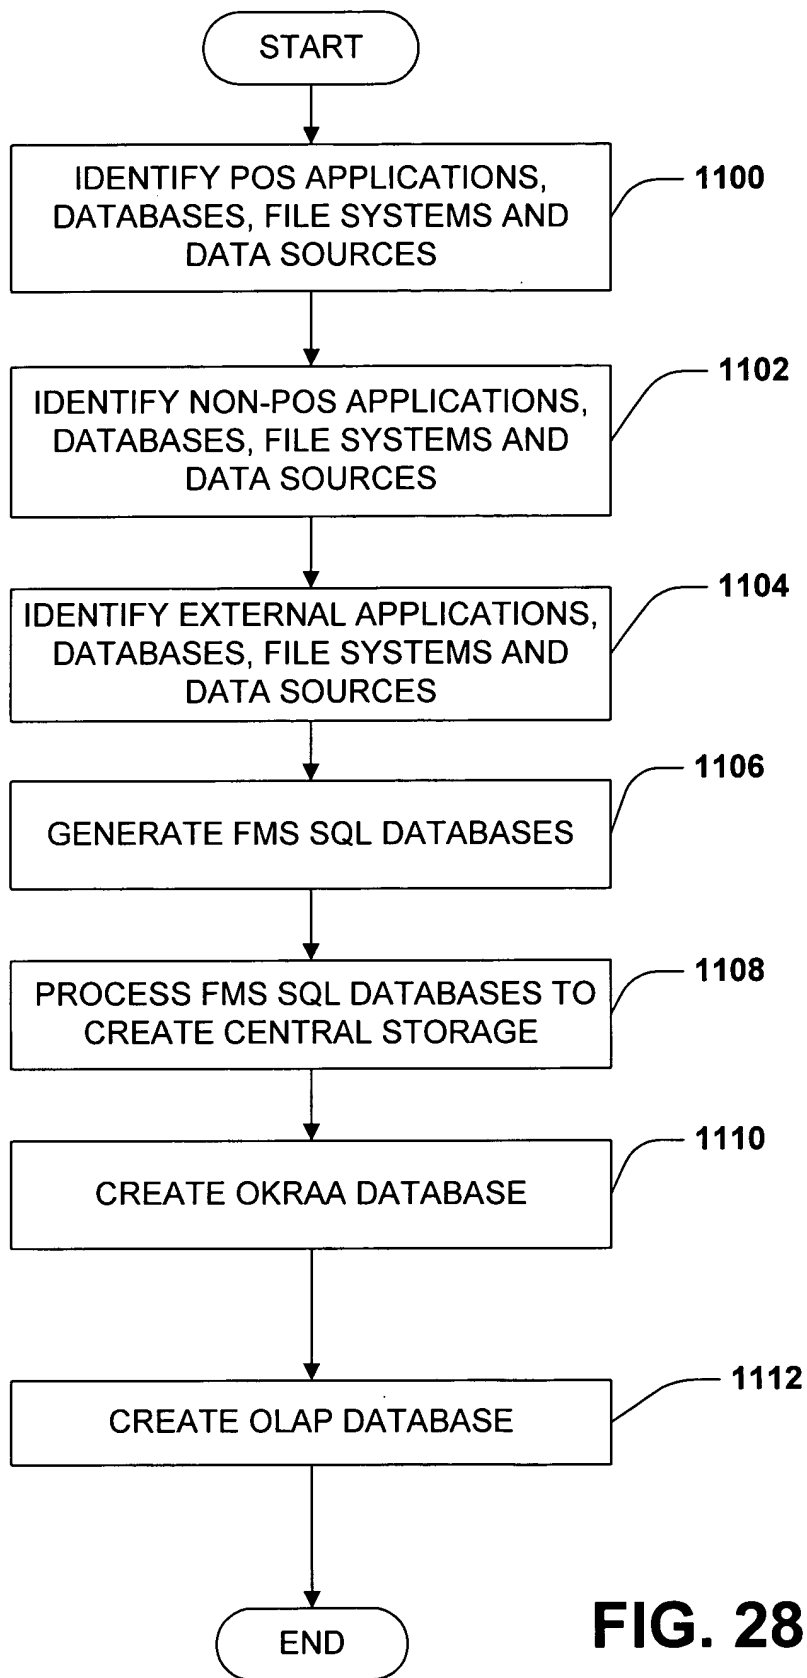 START
IDENTIFY POS APPLICATIONS,
DATABASES, FILE SYSTEMS AND
DATA SOURCES
1100
IDENTIFY NON-POS APPLICATIONS,
DATABASES, FILE SYSTEMS AND
DATA SOURCES
1102
IDENTIFY EXTERNAL APPLICATIONS,
DATABASES, FILE SYSTEMS AND
DATA SOURCES
1104
GENERATE FMS SQL DATABASES
1106
PROCESS FMS SQL DATABASES TO
CREATE CENTRAL STORAGE
1108
CREATE OKRAA DATABASE
1110
CREATE OLAP DATABASE
1112
END
FIG. 28